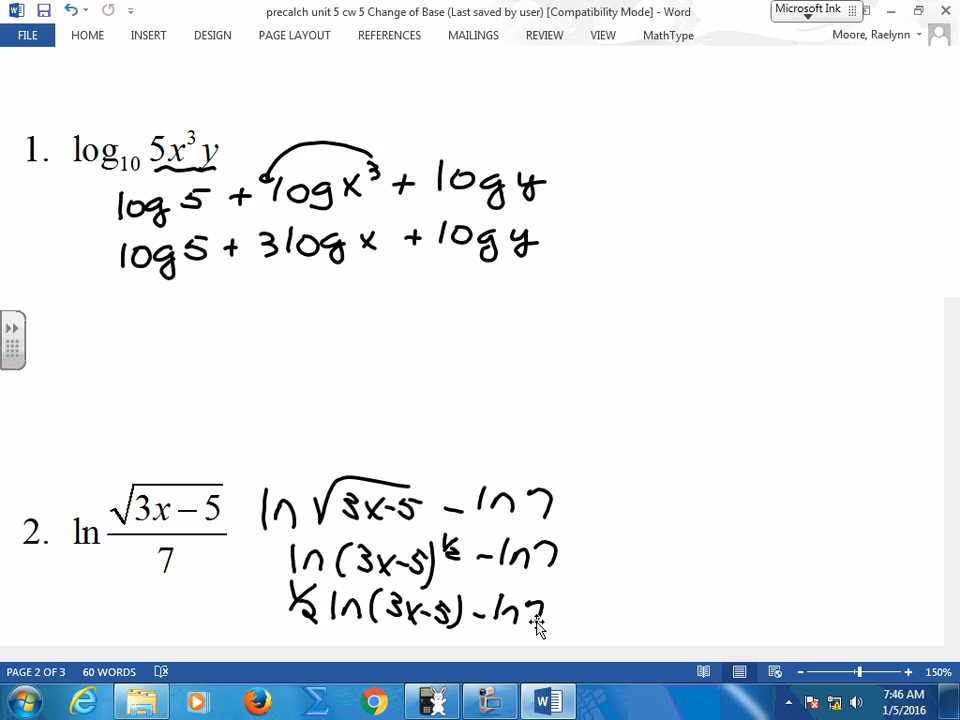 precalch unit 5 cw 5 Change of Base (Last saved by user) [Compatibility Mode] - Word
Microsoft Ink
FILE HOME INSERT DESIGN PAGE LAYOUT REFERENCES MAILINGS REVIEW VIEW MathType Moore, Raelynn
1. log₁₀ 5x³y
log 5 + log x³ + log y
log 5 + 3 log x + log y
2. ln √(3x − 5) / 7
ln √(3x-5) - ln 7
ln (3x-5)^½ - ln 7
½ ln (3x-5) - ln 7
PAGE 2 OF 3 60 WORDS 150%
7:46 AM
1/5/2016